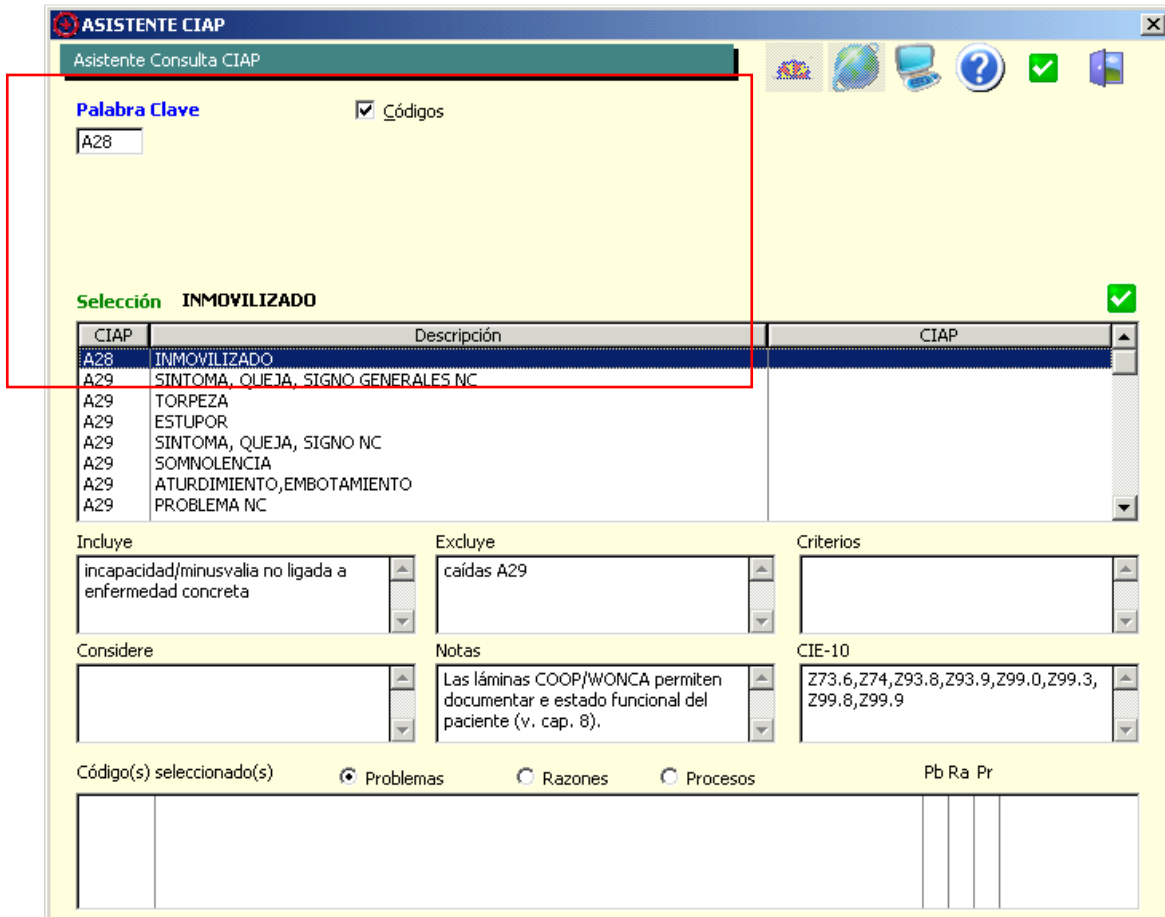 ASISTENTE CIAP
Asistente Consulta CIAP
Palabra Clave
Códigos
A28
Selección INMOVILIZADO
CIAP Descripción CIAP
A28 INMOVILIZADO
A29 SINTOMA, QUEJA, SIGNO GENERALES NC
A29 TORPEZA
A29 ESTUPOR
A29 SINTOMA, QUEJA, SIGNO NC
A29 SOMNOLENCIA
A29 ATURDIMIENTO,EMBOTAMIENTO
A29 PROBLEMA NC
Incluye
incapacidad/minusvalia no ligada a
enfermedad concreta
Excluye
caídas A29
Criterios
Considere
Notas
Las láminas COOP/WONCA permiten
documentar e estado funcional del
paciente (v. cap. 8).
CIE-10
Z73.6,Z74,Z93.8,Z93.9,Z99.0,Z99.3,
Z99.8,Z99.9
Código(s) seleccionado(s) Problemas Razones Procesos Pb Ra Pr